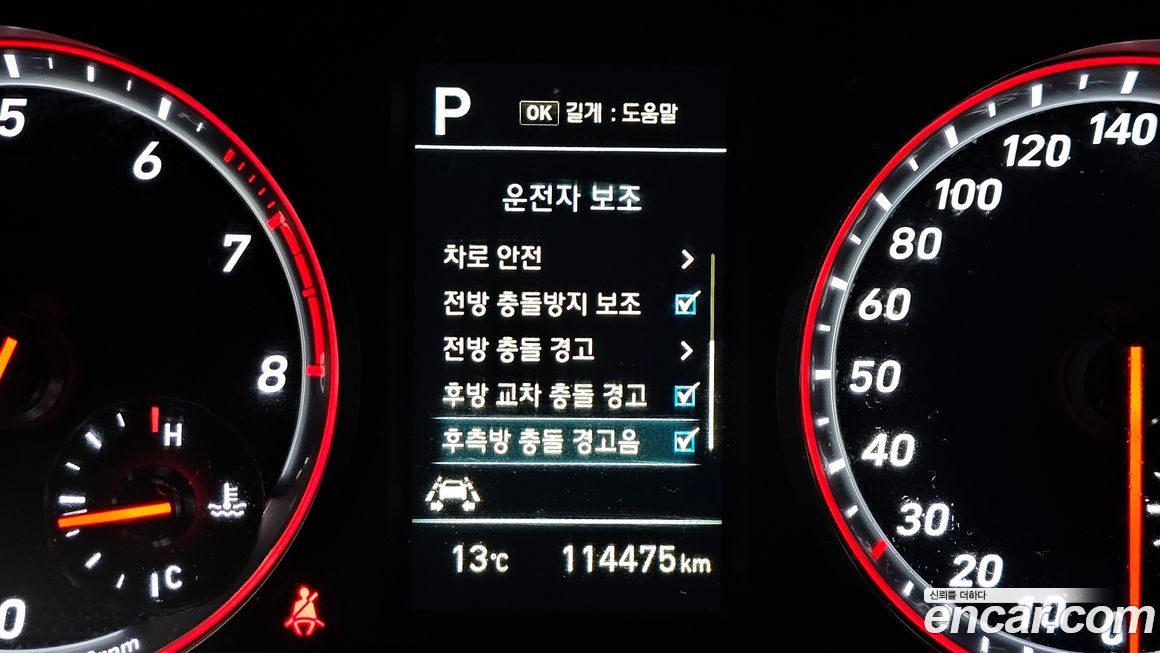 P
OK 길게 : 도움말
운전자 보조
차로 안전
전방 충돌방지 보조
전방 충돌 경고
후방 교차 충돌 경고
후측방 충돌 경고음
13℃ 114475km
5
6
7
8
H
C
0
140
120
100
80
60
50
40
30
20
10
0
신뢰를 더하다
encar.com